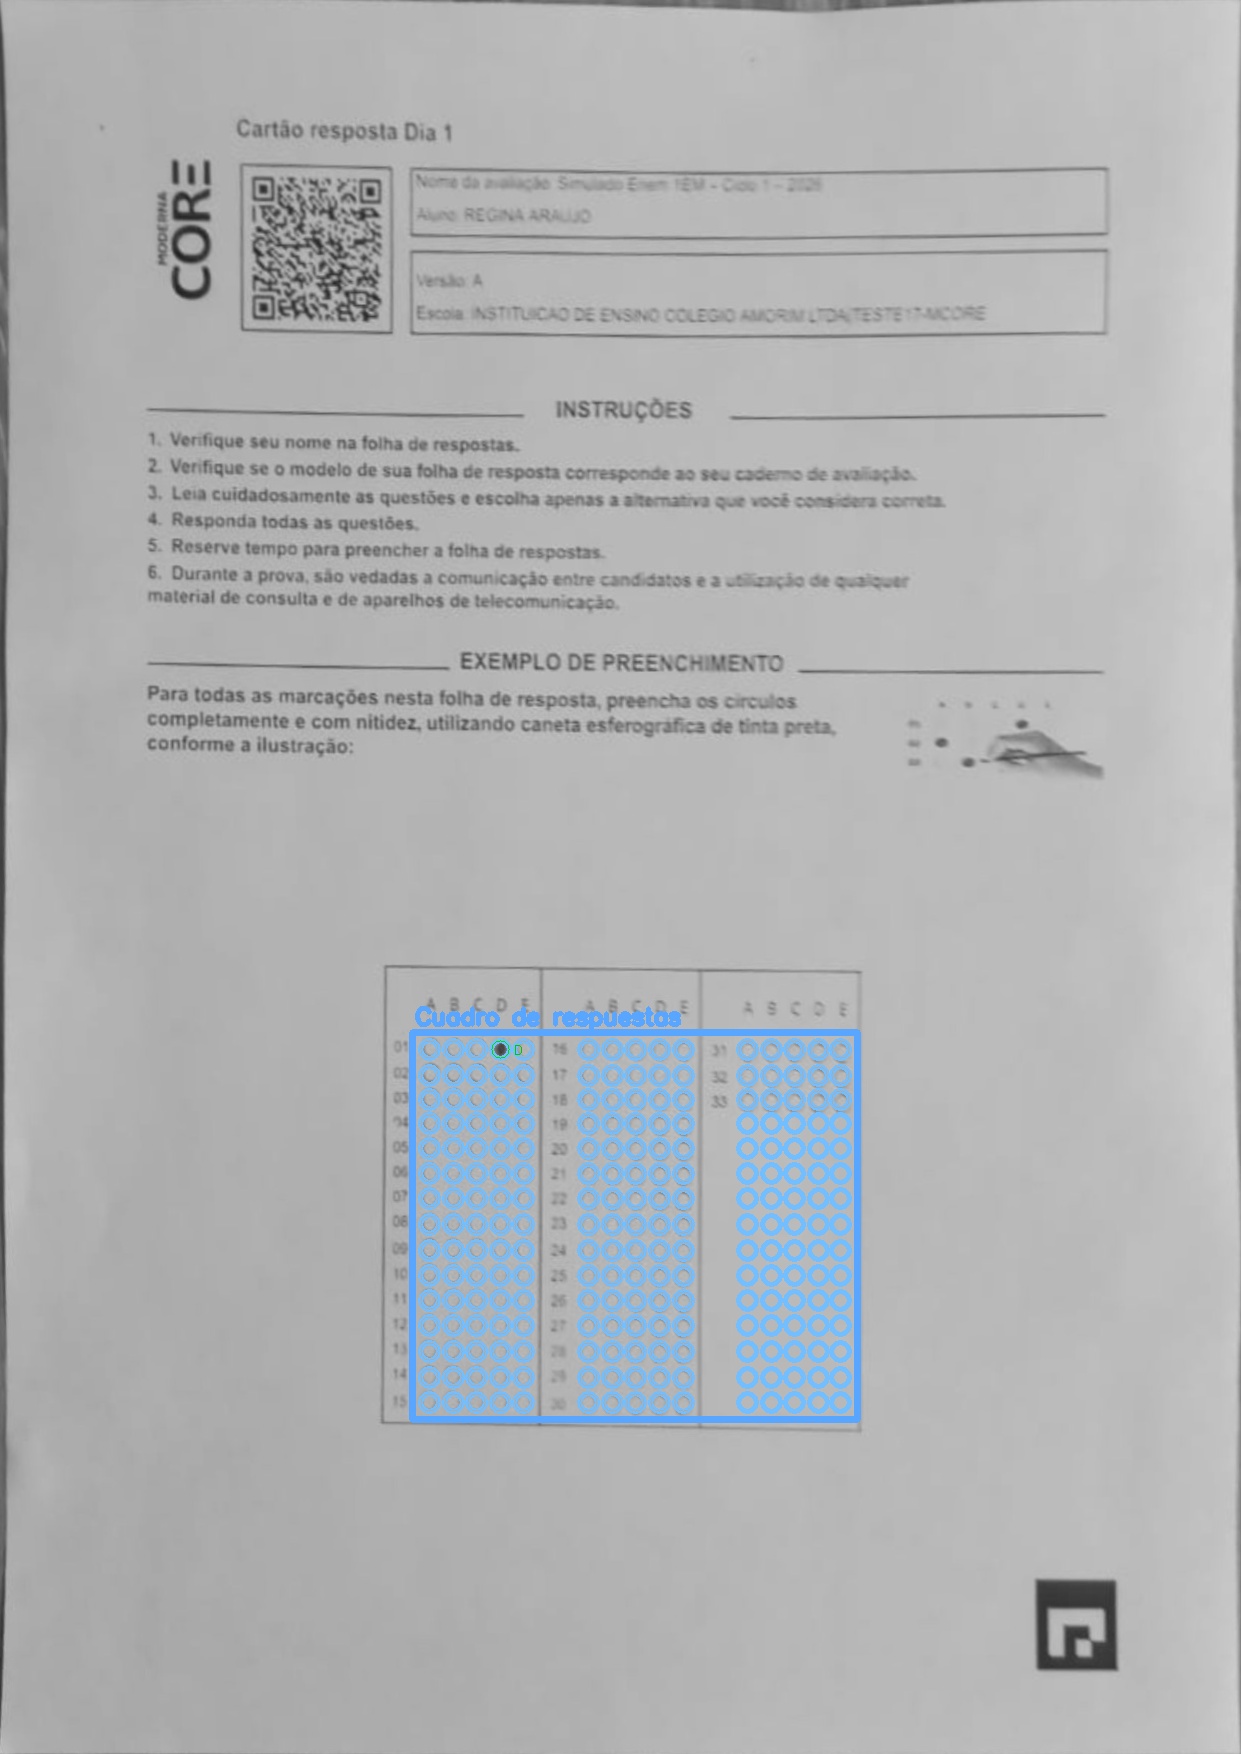 Cartão resposta Dia 1
MODERNA
CORE
Nome da avaliação: Simulado Enem 1EM - Ciclo 1 - 2026
Aluno: REGINA ARAUJO
Versão: A
Escola: INSTITUICAO DE ENSINO COLEGIO AMORIM LTDA/TESTE17-MCORE
INSTRUÇÕES
1. Verifique seu nome na folha de respostas.
2. Verifique se o modelo de sua folha de resposta corresponde ao seu caderno de avaliação.
3. Leia cuidadosamente as questões e escolha apenas a alternativa que você considera correta.
4. Responda todas as questões.
5. Reserve tempo para preencher a folha de respostas.
6. Durante a prova, são vedadas a comunicação entre candidatos e a utilização de qualquer
material de consulta e de aparelhos de telecomunicação.
EXEMPLO DE PREENCHIMENTO
Para todas as marcações nesta folha de resposta, preencha os círculos
completamente e com nitidez, utilizando caneta esferográfica de tinta preta,
conforme a ilustração:
A B C D E A B C D E A B C D E
Cuadro de respuestas
01 D 16 31
02 17 32
03 18 33
04 19
05 20
06 21
07 22
08 23
09 24
10 25
11 26
12 27
13 28
14 29
15 30